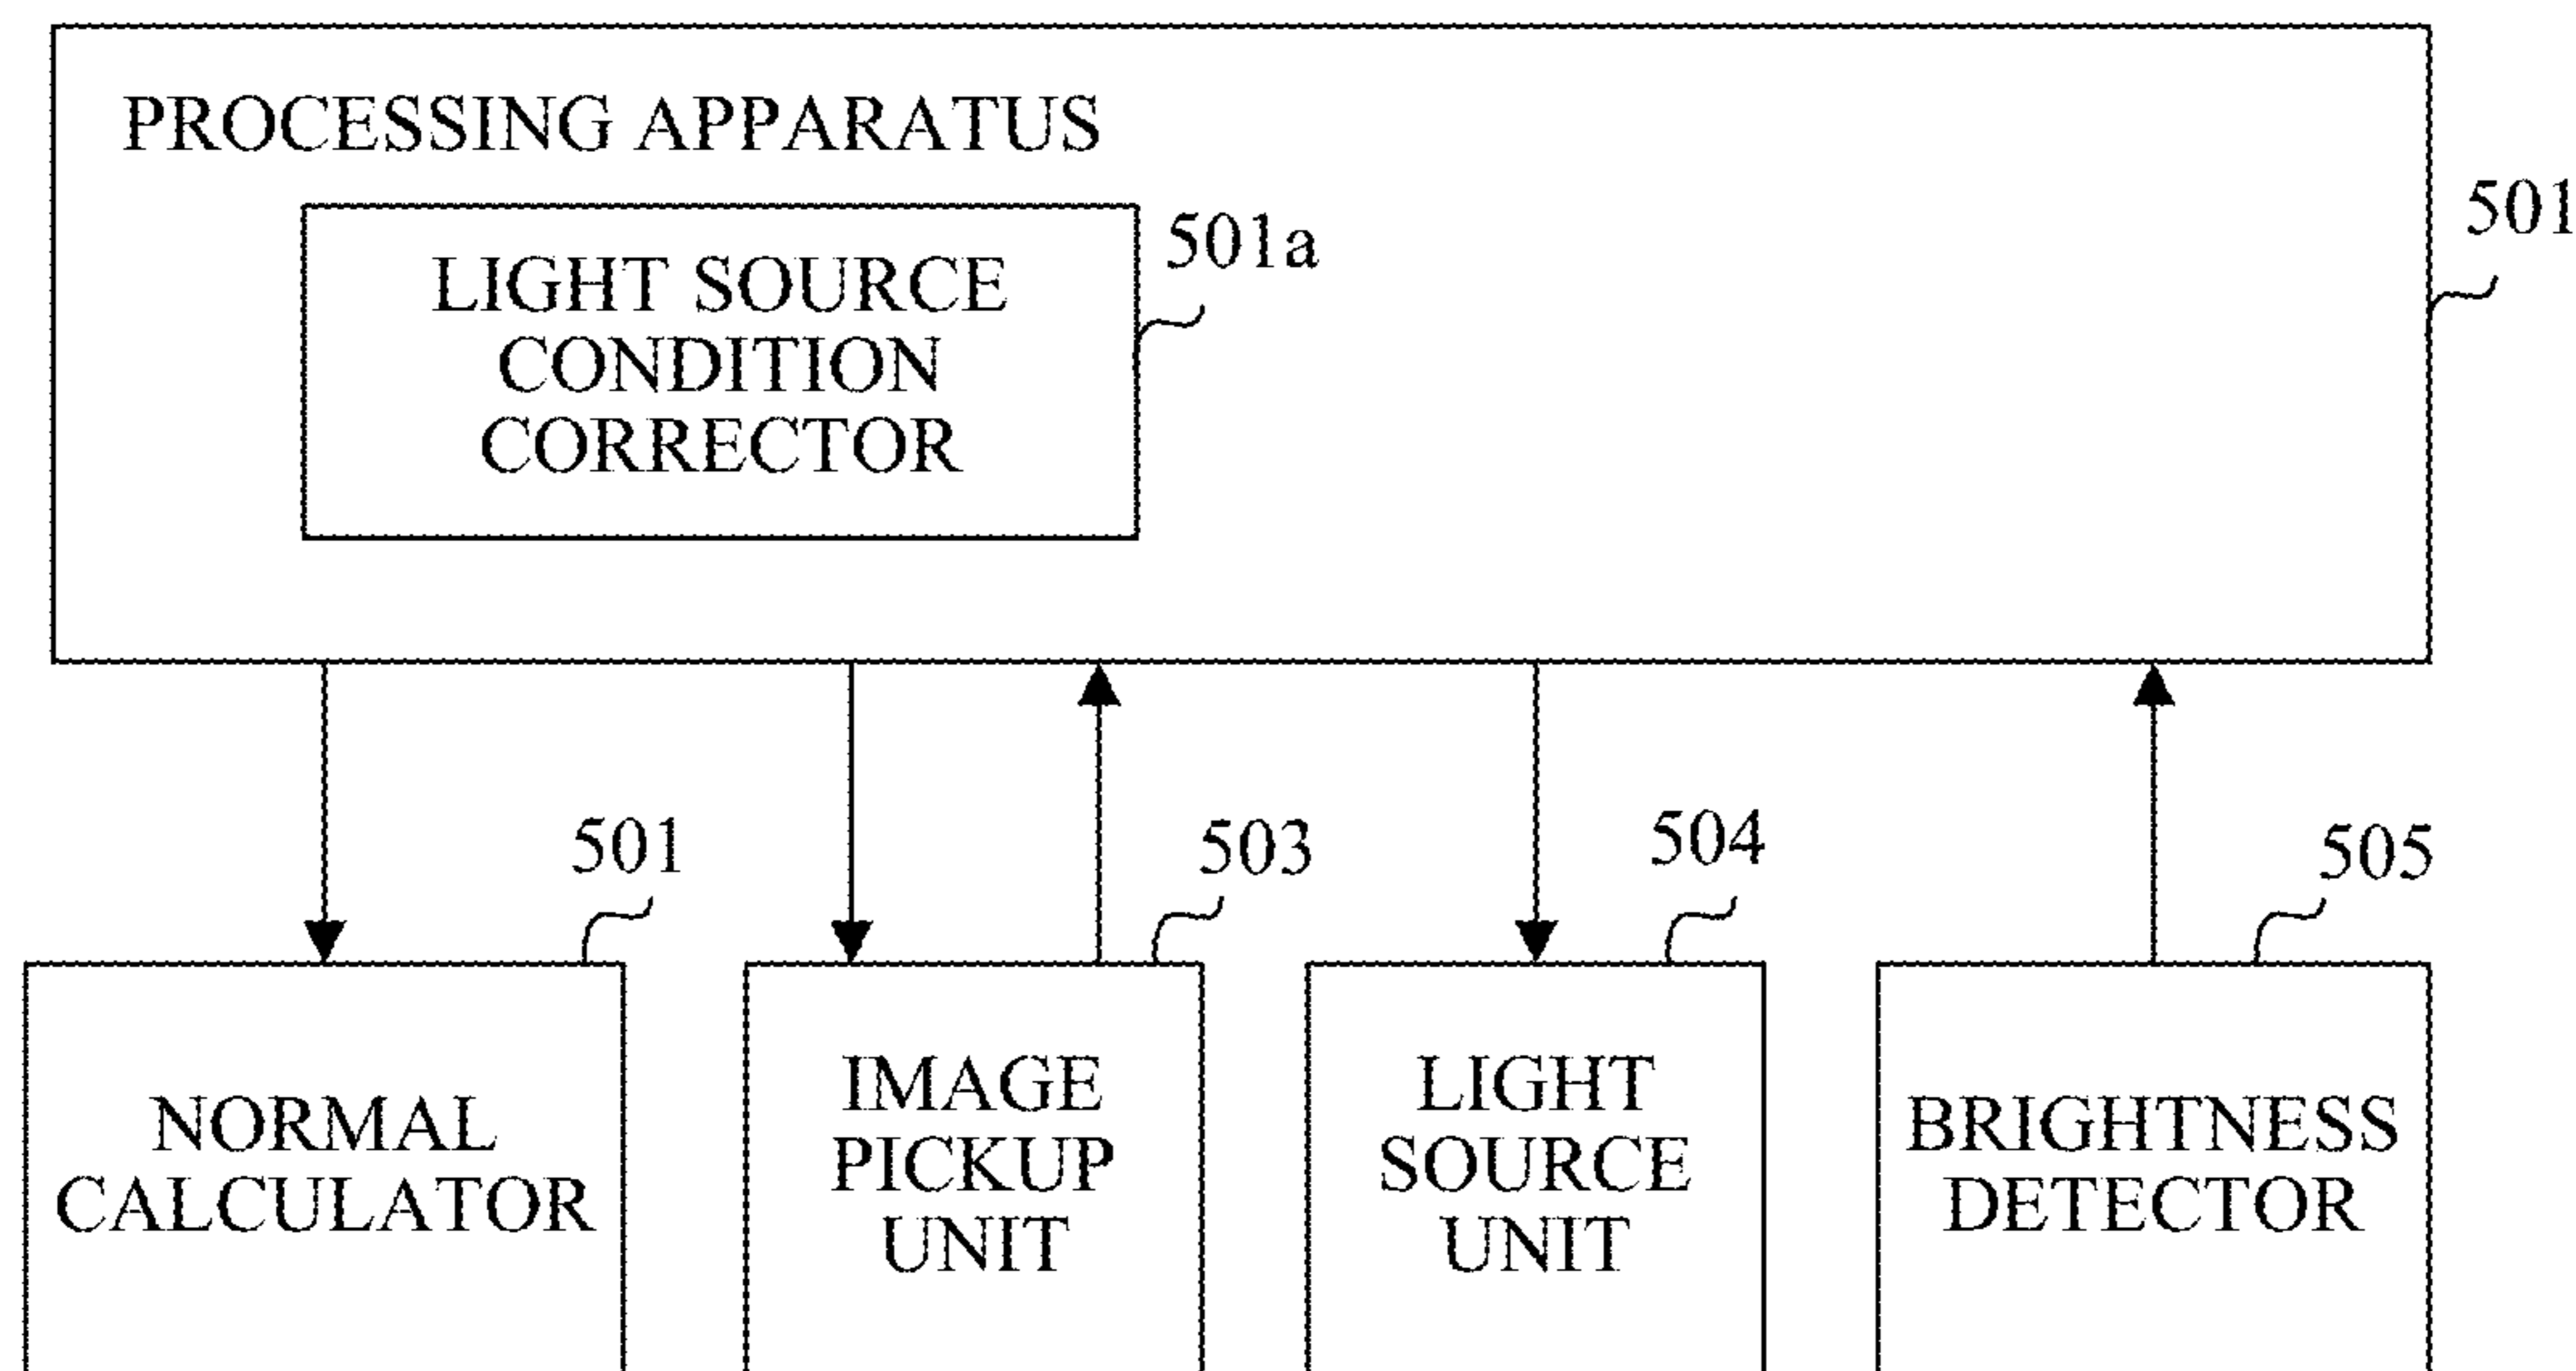 PROCESSING APPARATUS
501
501a
LIGHT SOURCE
CONDITION
CORRECTOR
501
503
504
505
NORMAL
CALCULATOR
IMAGE
PICKUP
UNIT
LIGHT
SOURCE
UNIT
BRIGHTNESS
DETECTOR